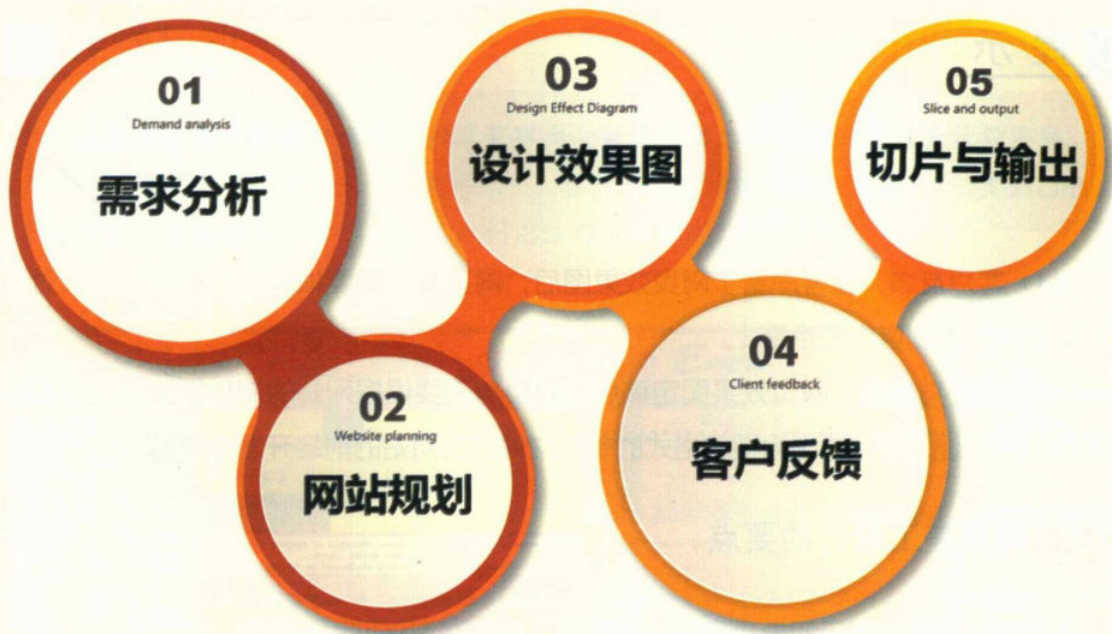 01
Demand analysis
需求分析
02
Website planning
网站规划
03
Design Effect Diagram
设计效果图
04
Client feedback
客户反馈
05
Slice and output
切片与输出